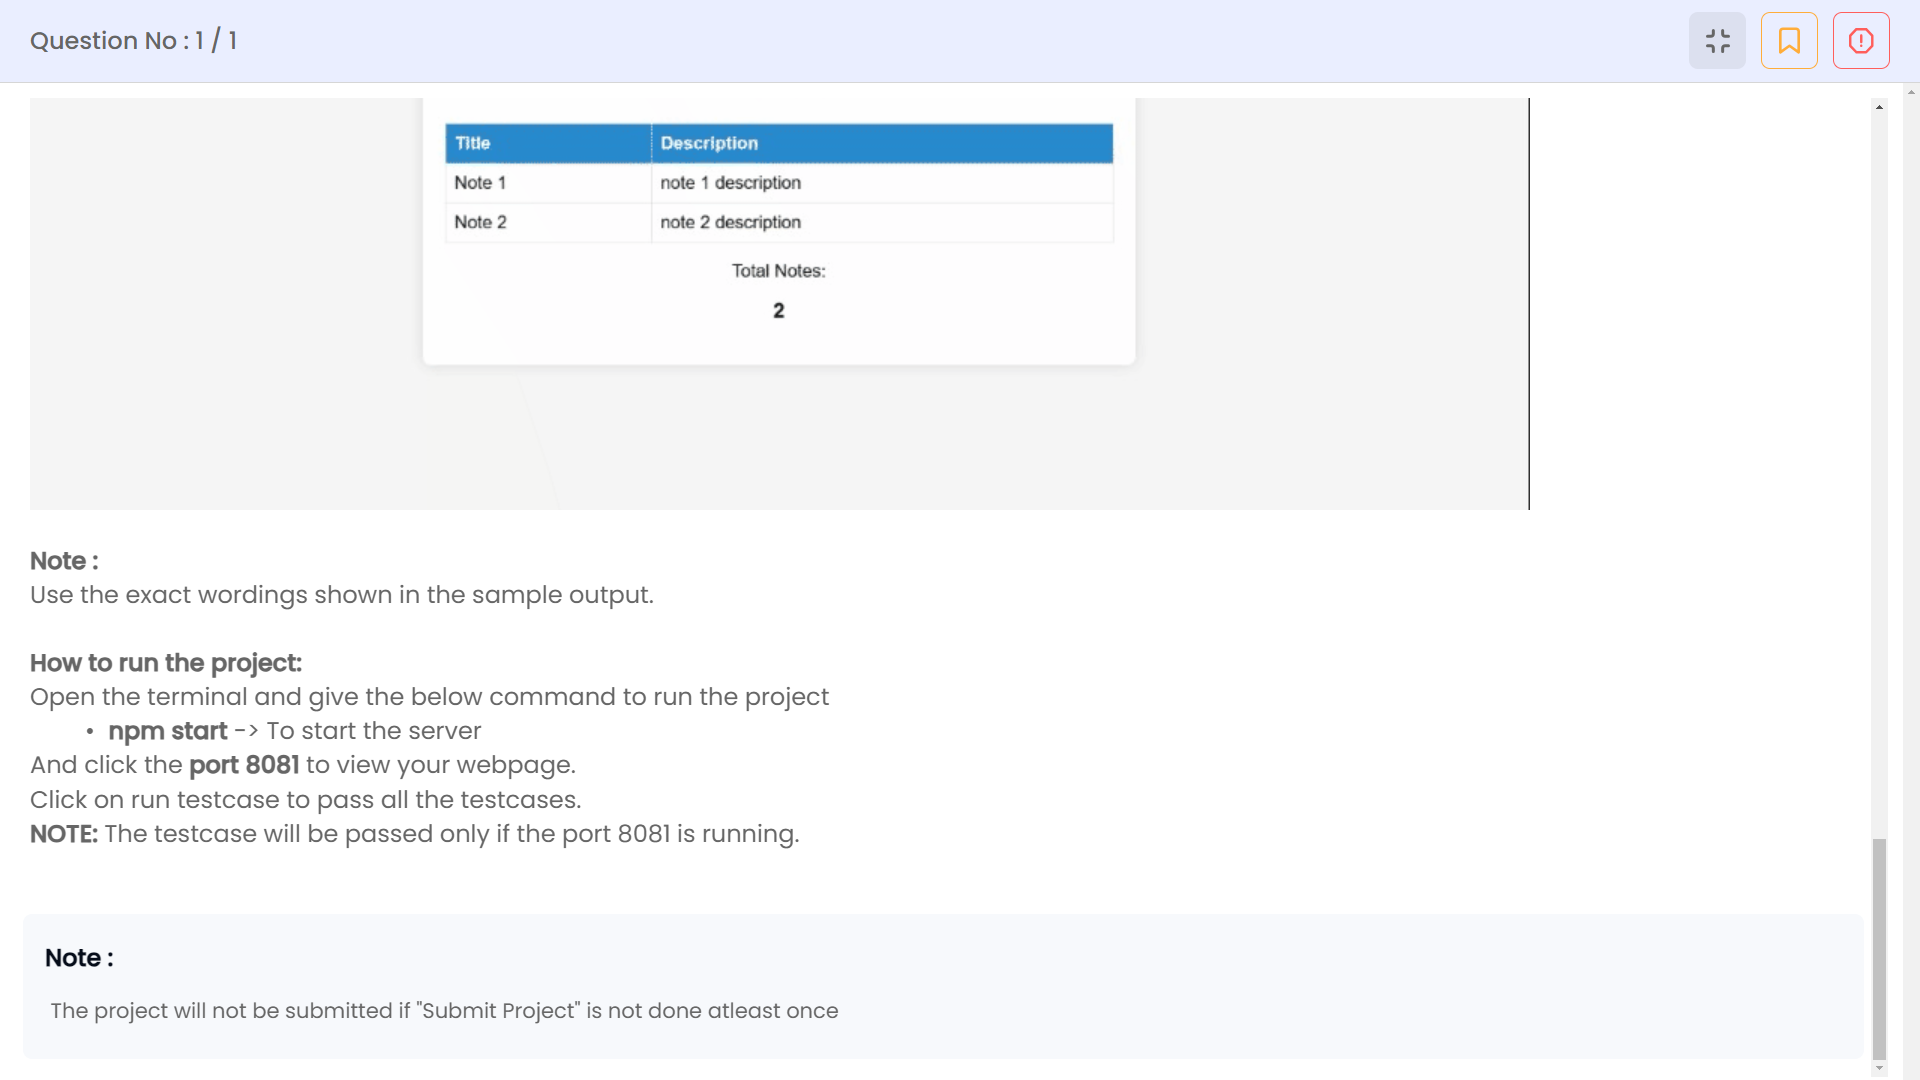 Question No : 1 / 1
Title Description
Note 1 note 1 description
Note 2 note 2 description
Total Notes:
2
Note :
Use the exact wordings shown in the sample output.
How to run the project:
Open the terminal and give the below command to run the project
• npm start -> To start the server
And click the port 8081 to view your webpage.
Click on run testcase to pass all the testcases.
NOTE: The testcase will be passed only if the port 8081 is running.
Note :
The project will not be submitted if "Submit Project" is not done atleast once